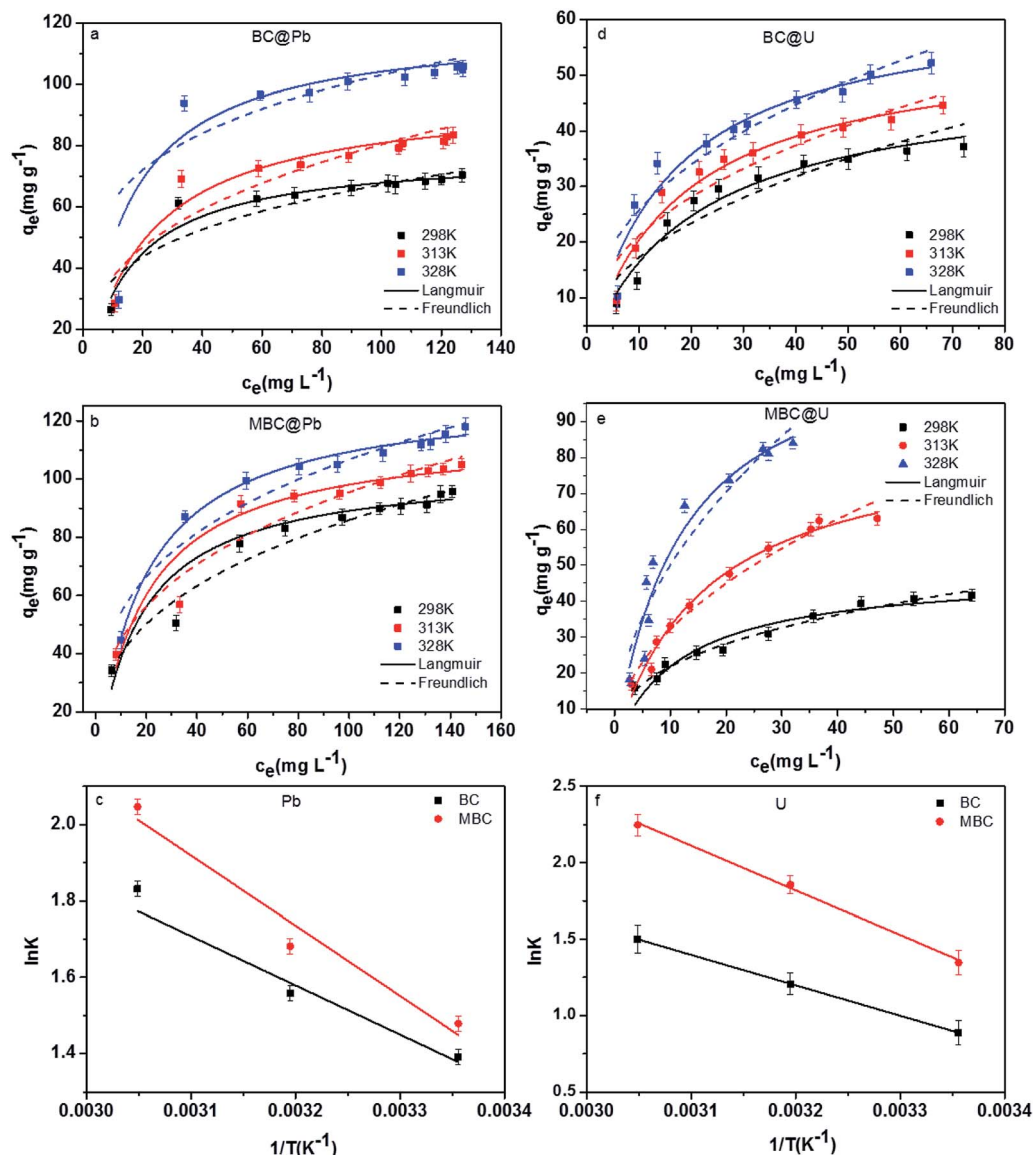 a
BC@Pb
120
100
80
60
40
20
qe(mg g-1)
298K
313K
328K
Langmuir
Freundlich
0
20
40
60
80
100
120
140
ce(mg L-1)
d
BC@U
60
50
40
30
20
10
qe(mg g-1)
298K
313K
328K
Langmuir
Freundlich
0
10
20
30
40
50
60
70
80
ce(mg L-1)
b
MBC@Pb
120
100
80
60
40
20
qe(mg g-1)
298K
313K
328K
Langmuir
Freundlich
0
20
40
60
80
100
120
140
160
ce(mg L-1)
e
MBC@U
90
80
70
60
50
40
30
20
10
qe(mg g-1)
298K
313K
328K
Langmuir
Freundlich
0
10
20
30
40
50
60
70
ce(mg L-1)
c
Pb
BC
MBC
2.0
1.8
1.6
1.4
lnK
0.0030
0.0031
0.0032
0.0033
0.0034
1/T(K-1)
f
U
BC
MBC
2.5
2.0
1.5
1.0
0.5
lnK
0.0030
0.0031
0.0032
0.0033
0.0034
1/T(K-1)